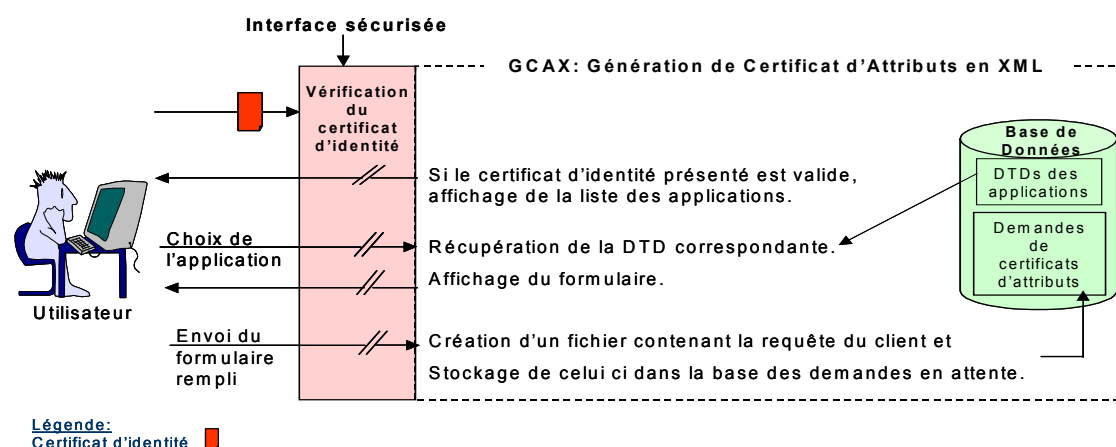 Interface sécurisée
GCAX: Génération de Certificat d'Attributs en XML
Vérification
du
certificat
d'identité
Base de
Données
DTDs des
applications
Si le certificat d'identité présenté est valide,
affichage de la liste des applications.
Choix de
l'application
Récupération de la DTD correspondante.
Demandes
de
certificats
d'attributs
Affichage du formulaire.
Utilisateur
Envoi du
formulaire
rempli
Création d'un fichier contenant la requête du client et
Stockage de celui ci dans la base des demandes en attente.
Légende:
Certificat d'identité